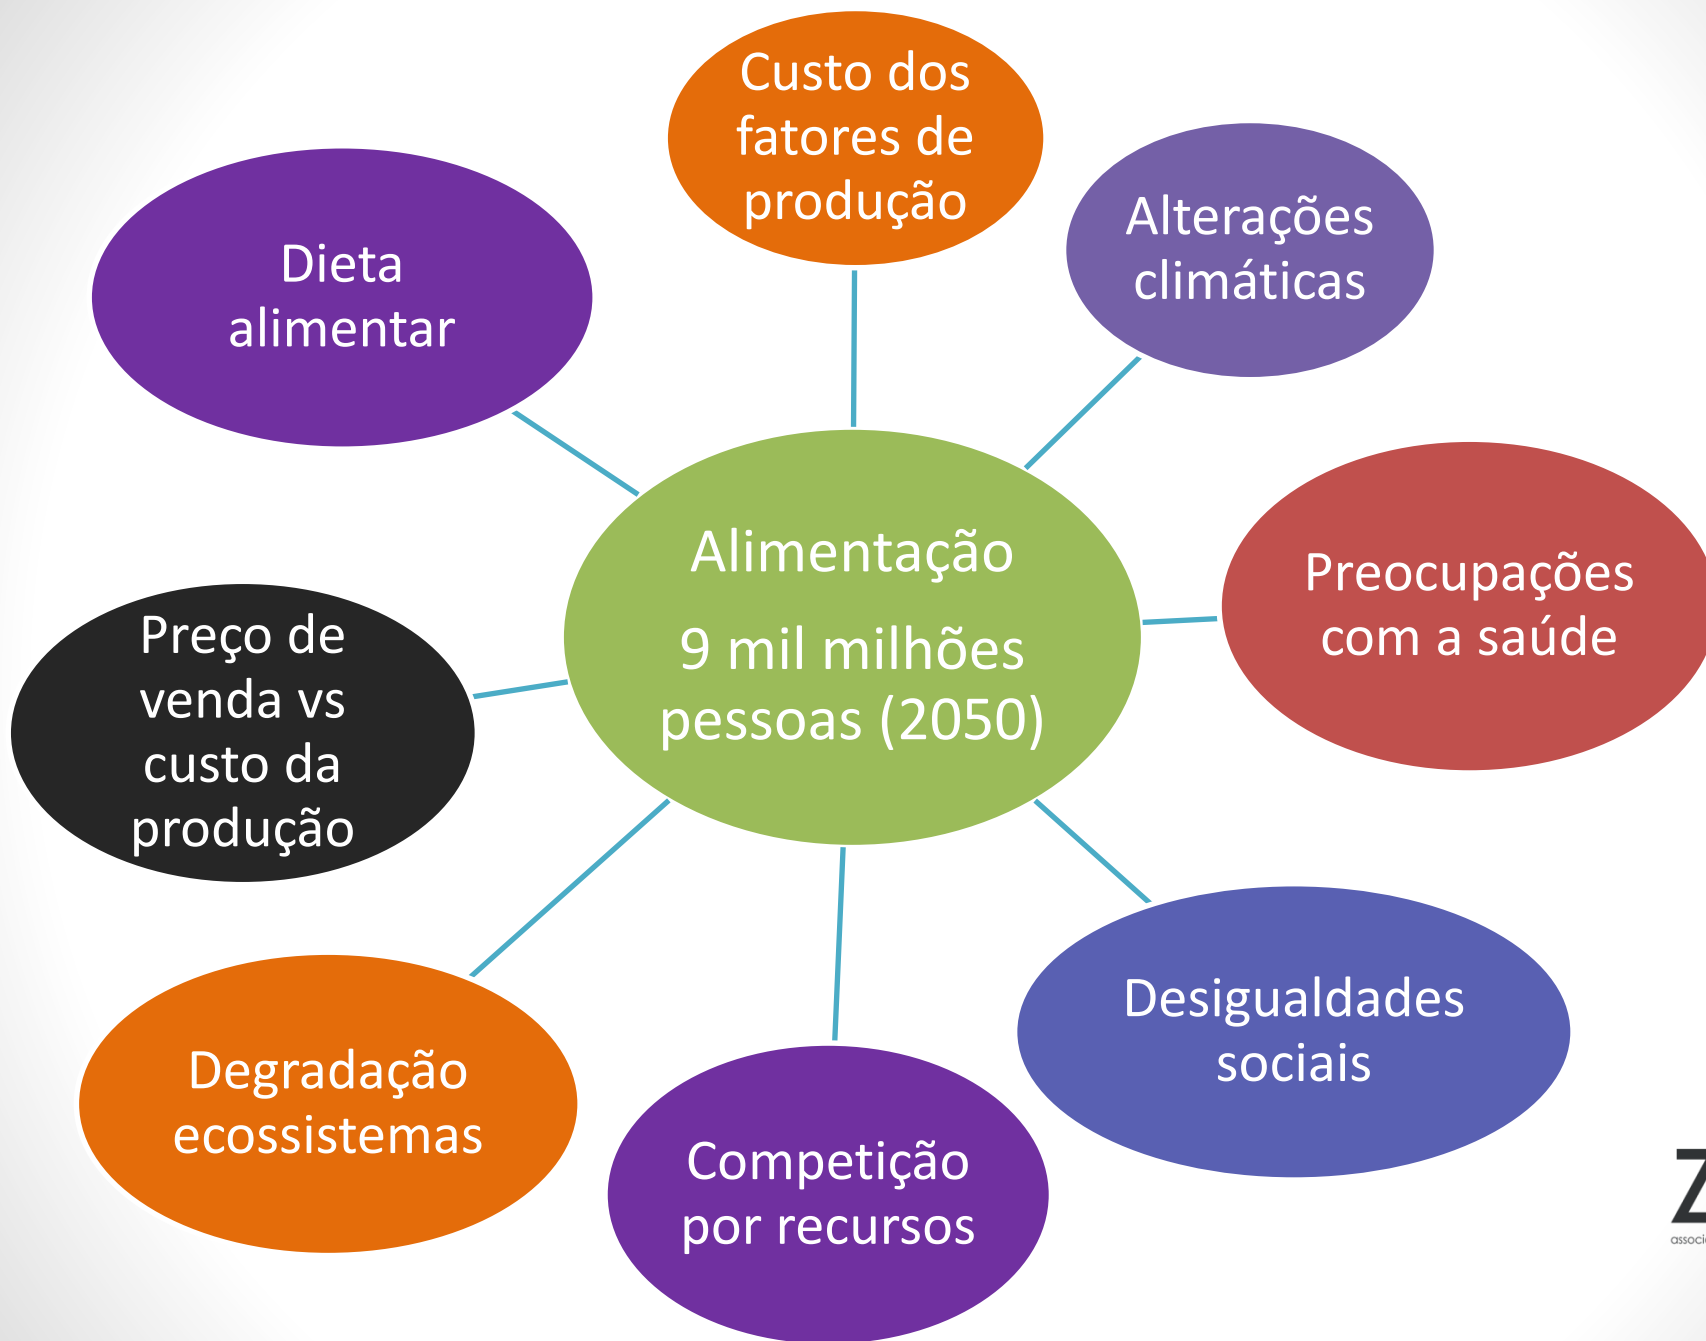 Custo dos
fatores de
produção
Alterações
climáticas
Dieta
alimentar
Alimentação
9 mil milhões
pessoas (2050)
Preocupações
com a saúde
Preço de
venda vs
custo da
produção
Desigualdades
sociais
Degradação
ecossistemas
Competição
por recursos
Z